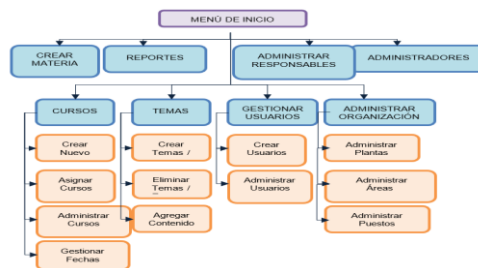 MENÚ DE INICIO
CREAR
MATERIA
REPORTES
ADMINISTRAR
RESPONSABLES
ADMINISTRADORES
CURSOS
TEMAS
GESTIONAR
USUARIOS
ADMINISTRAR
ORGANIZACIÓN
Crear
Nuevo
Crear
Temas /
Crear
Usuarios
Administrar
Plantas
Asignar
Cursos
Eliminar
Temas /
Administrar
Usuarios
Administrar
Áreas
Administrar
Cursos
Agregar
Contenido
Administrar
Puestos
Gestionar
Fechas